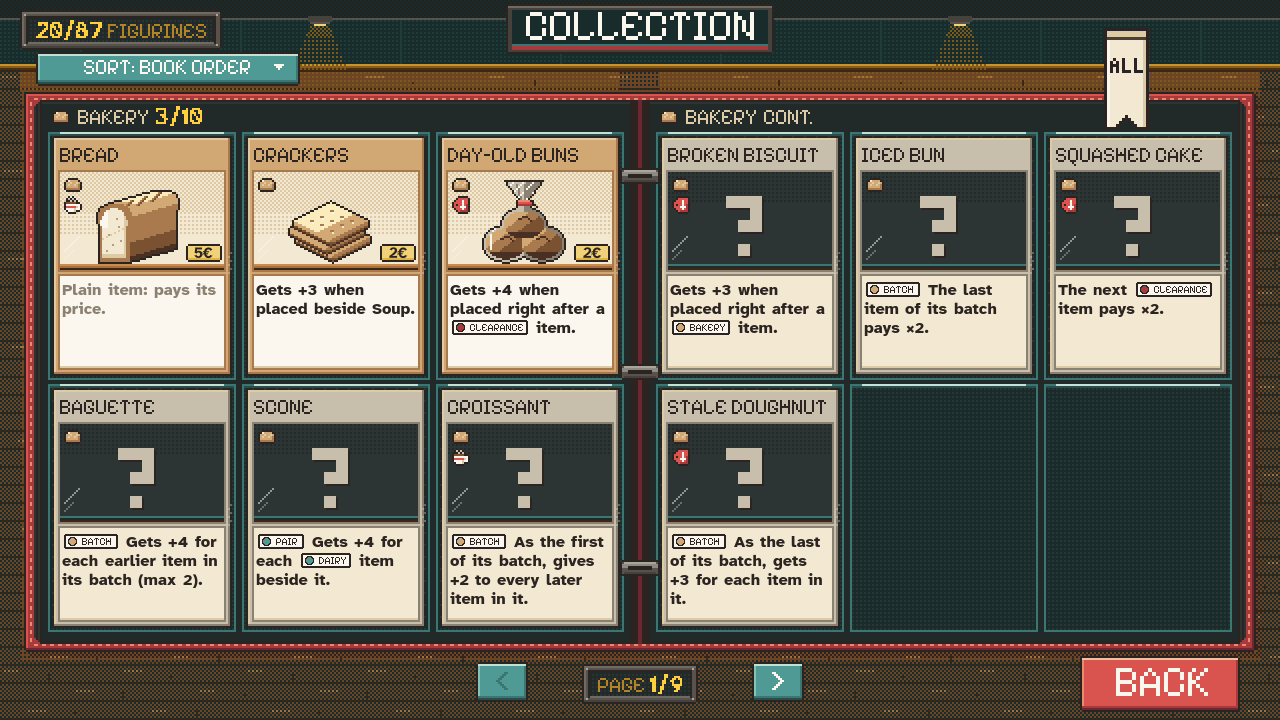 20/87 FIGURINES
COLLECTION
SORT: BOOK ORDER
ALL
BAKERY 3/10
BAKERY CONT.
BREAD
5€
Plain item: pays its
price.
CRACKERS
2€
Gets +3 when
placed beside Soup.
DAY-OLD BUNS
2€
Gets +4 when
placed right after a
CLEARANCE item.
BROKEN BISCUIT
?
Gets +3 when
placed right after a
BAKERY item.
ICED BUN
?
BATCH The last
item of its batch
pays ×2.
SQUASHED CAKE
?
The next CLEARANCE
item pays ×2.
BAGUETTE
?
BATCH Gets +4 for
each earlier item in
its batch (max 2).
SCONE
?
PAIR Gets +4 for
each DAIRY item
beside it.
CROISSANT
?
BATCH As the first
of its batch, gives
+2 to every later
item in it.
STALE DOUGHNUT
?
BATCH As the last
of its batch, gets
+3 for each item in
it.
<
PAGE 1/9
>
BACK